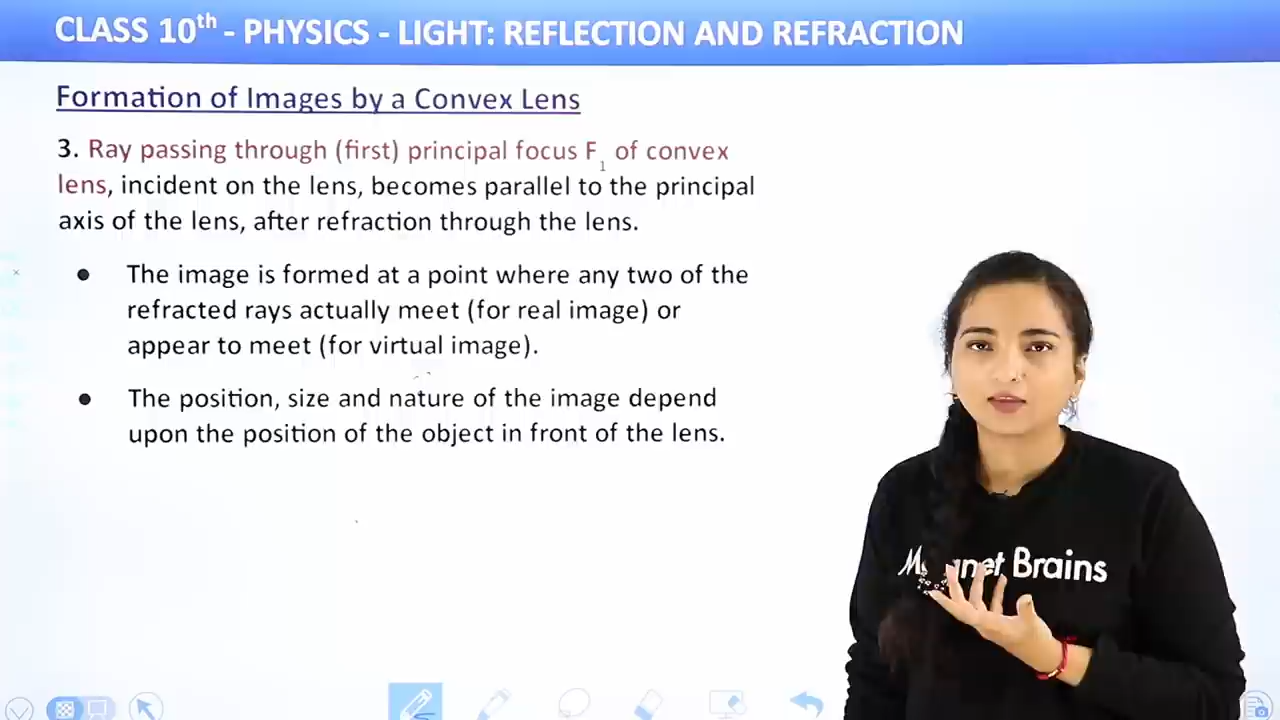 CLASS 10th - PHYSICS - LIGHT: REFLECTION AND REFRACTION
Formation of Images by a Convex Lens
3. Ray passing through (first) principal focus F1 of convex
lens, incident on the lens, becomes parallel to the principal
axis of the lens, after refraction through the lens.
● The image is formed at a point where any two of the
refracted rays actually meet (for real image) or
appear to meet (for virtual image).
● The position, size and nature of the image depend
upon the position of the object in front of the lens.
Brains